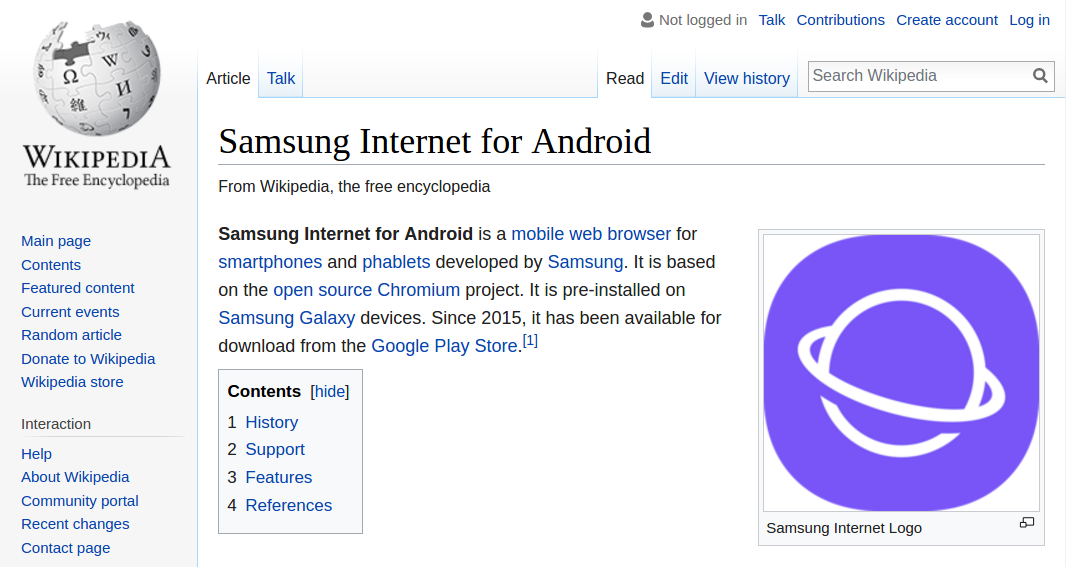 Not logged in Talk Contributions Create account Log in
Article Talk Read Edit View history Search Wikipedia
WIKIPEDIA
The Free Encyclopedia
Main page
Contents
Featured content
Current events
Random article
Donate to Wikipedia
Wikipedia store
Interaction
Help
About Wikipedia
Community portal
Recent changes
Contact page
Samsung Internet for Android
From Wikipedia, the free encyclopedia
Samsung Internet for Android is a mobile web browser for
smartphones and phablets developed by Samsung. It is based
on the open source Chromium project. It is pre-installed on
Samsung Galaxy devices. Since 2015, it has been available for
download from the Google Play Store.[1]
Contents [hide]
1 History
2 Support
3 Features
4 References
Samsung Internet Logo